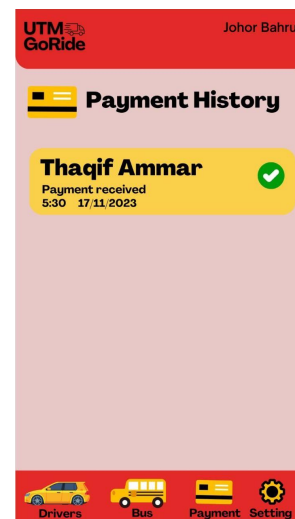 UTM
GoRide
Johor Bahru
Payment History
Thaqif Ammar
Payment received
5:30 17/11/2023
Drivers
Bus
Payment
Setting